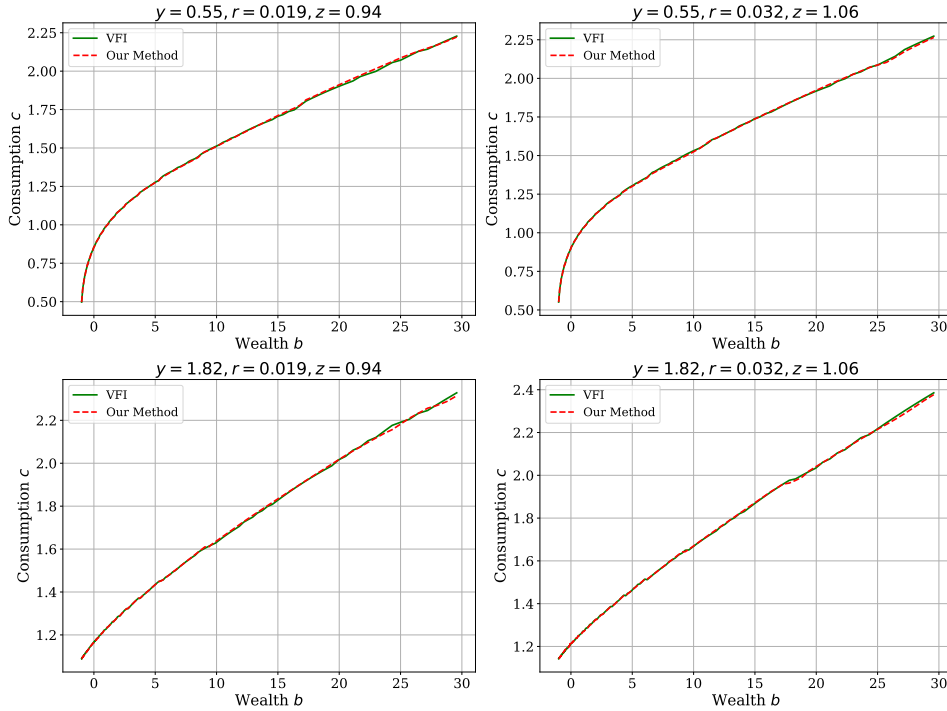 y = 0.55, r = 0.019, z = 0.94
VFI
Our Method
2.25
2.00
1.75
1.50
1.25
1.00
0.75
0.50
Consumption c
0 5 10 15 20 25 30
Wealth b
y = 0.55, r = 0.032, z = 1.06
VFI
Our Method
2.25
2.00
1.75
1.50
1.25
1.00
0.75
0.50
Consumption c
0 5 10 15 20 25 30
Wealth b
y = 1.82, r = 0.019, z = 0.94
VFI
Our Method
2.2
2.0
1.8
1.6
1.4
1.2
Consumption c
0 5 10 15 20 25 30
Wealth b
y = 1.82, r = 0.032, z = 1.06
VFI
Our Method
2.4
2.2
2.0
1.8
1.6
1.4
1.2
Consumption c
0 5 10 15 20 25 30
Wealth b